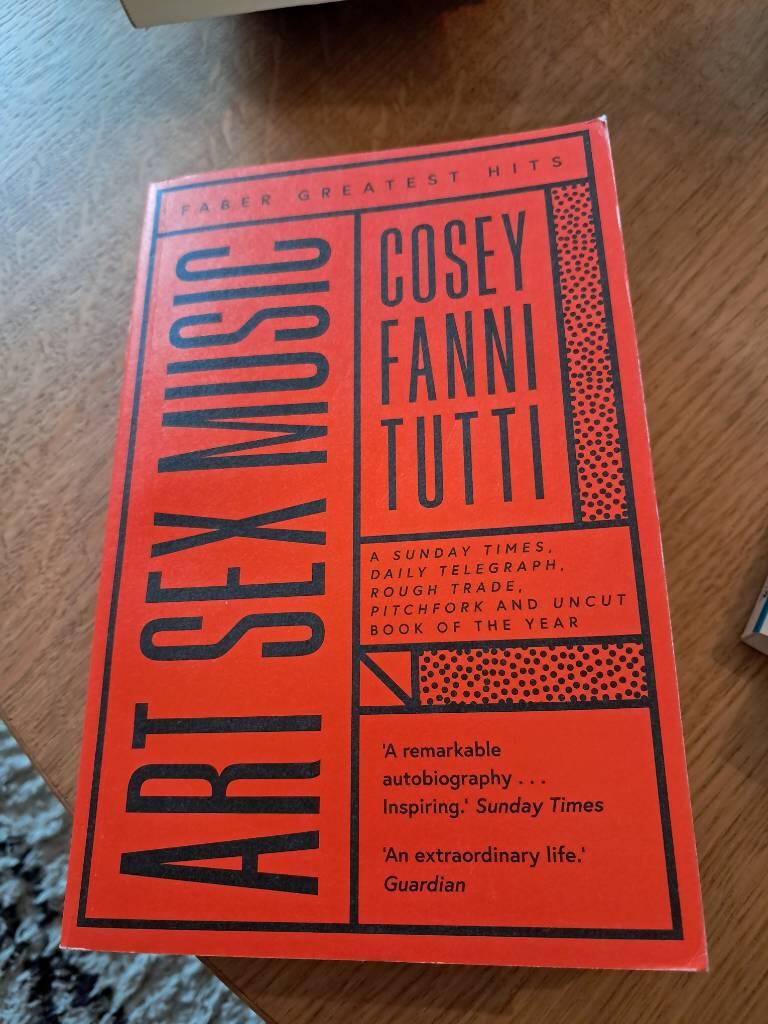 FABER GREATEST HITS
ART SEX MUSIC
COSEY
FANNI
TUTTI
A SUNDAY TIMES,
DAILY TELEGRAPH,
ROUGH TRADE,
PITCHFORK AND UNCUT
BOOK OF THE YEAR
'A remarkable
autobiography . . .
Inspiring.' Sunday Times
'An extraordinary life.'
Guardian